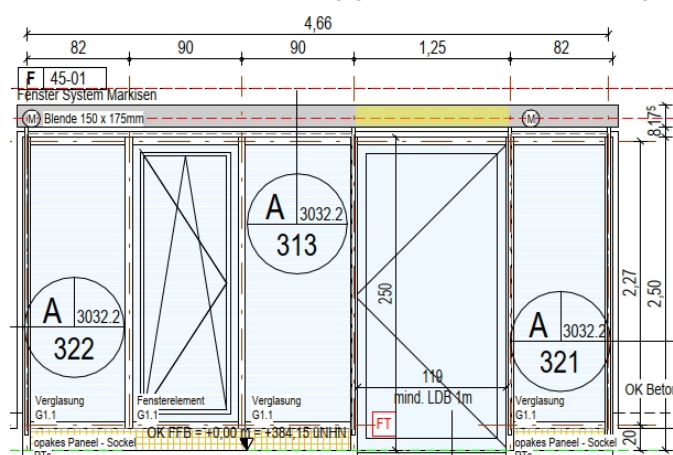 4,66
82 90 90 1,25 82
F 45-01
Fenster System Markisen
M Blende 150 x 175mm M
8 17⁵
A 3032.2
313
A 3032.2
322
A 3032.2
321
250
2,27
2,50
119
mind. LDB 1m
Verglasung
G1.1
Fensterelement
G1.1
Verglasung
G1.1
Verglasung
G1.1
FT
OK Beton
OK FFB = +0,00 m = +384,15 üNHN
opakes Paneel - Sockel
opakes Paneel - Sockel
20